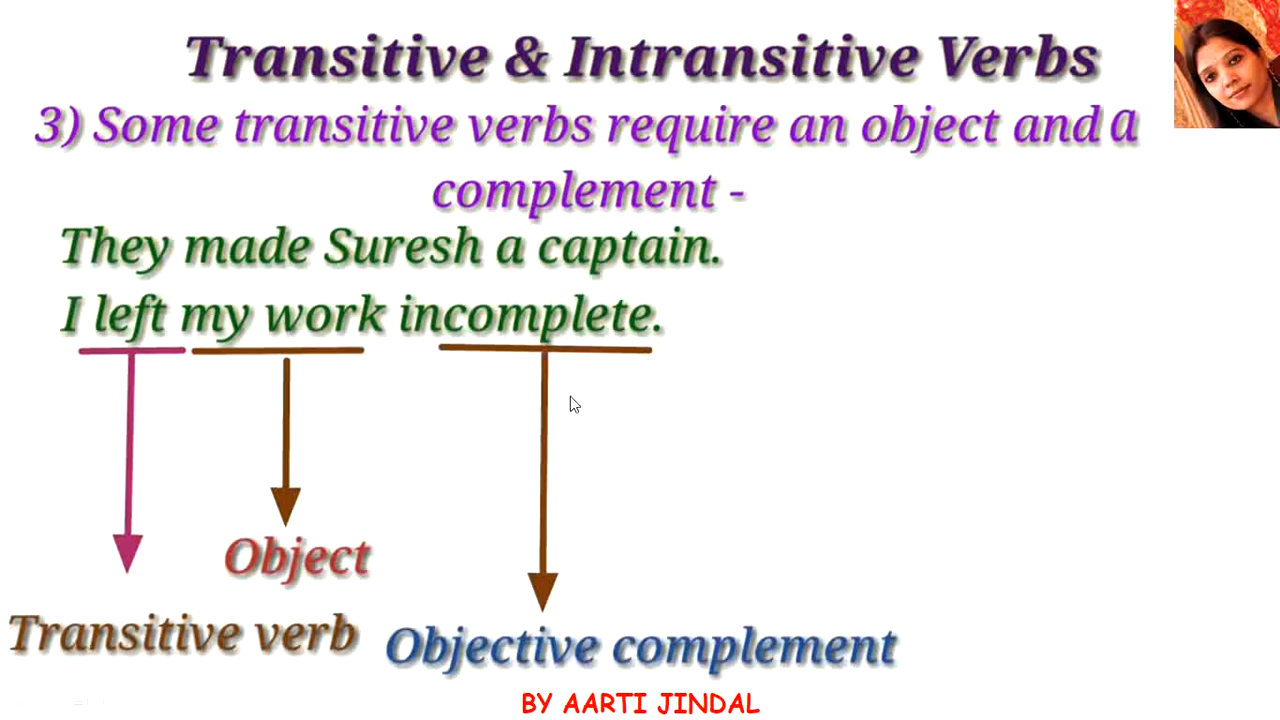 Transitive & Intransitive Verbs
3) Some transitive verbs require an object and a
complement -
They made Suresh a captain.
I left my work incomplete.
Object
Transitive verb
Objective complement
BY AARTI JINDAL